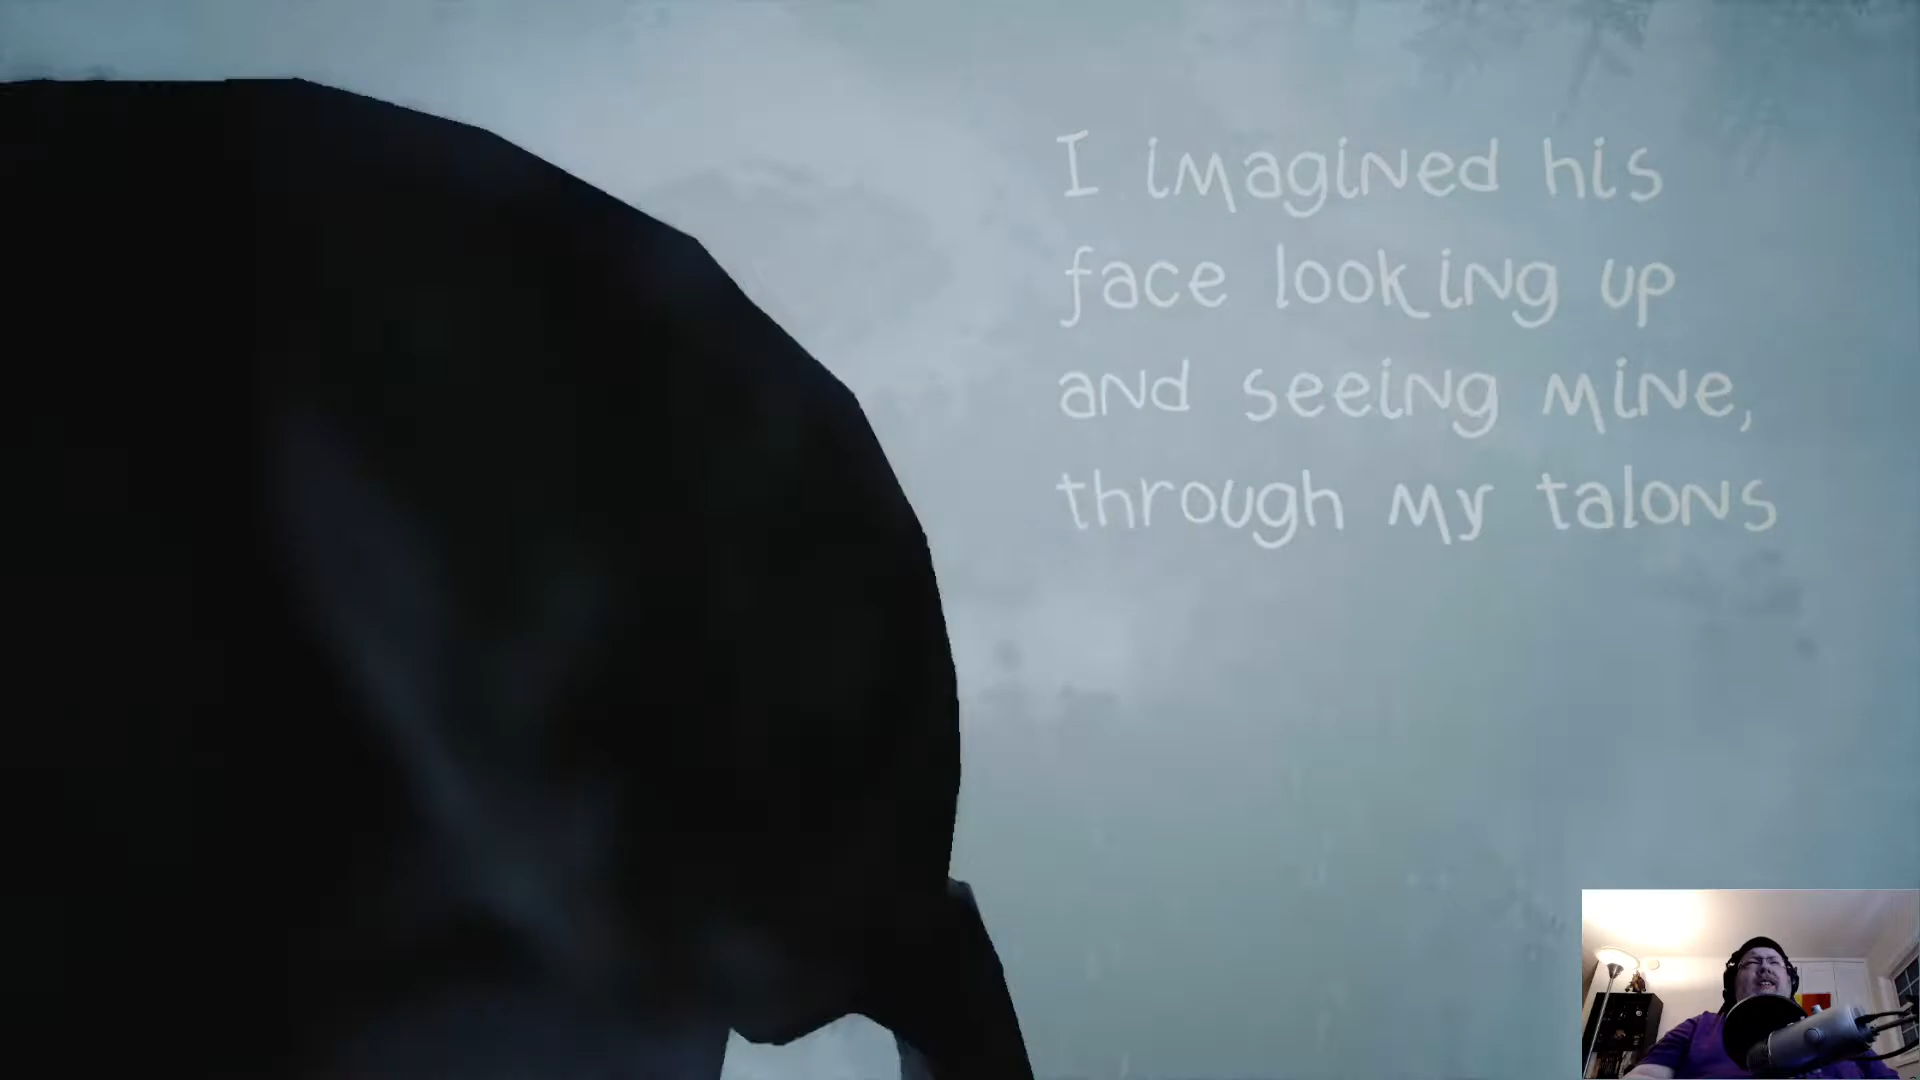 I imagined his
face looking up
and seeing mine,
through my talons